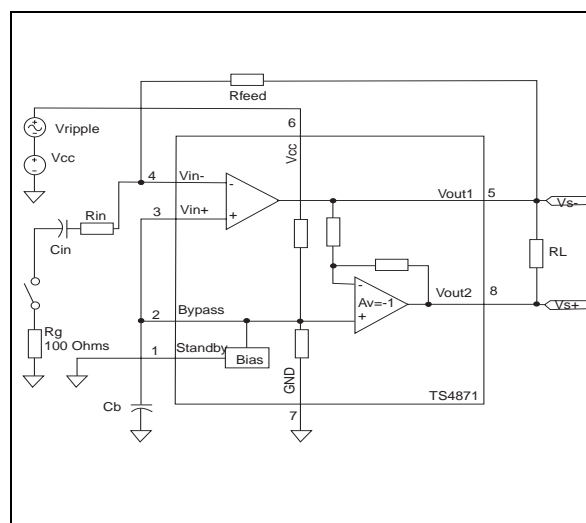 Rfeed
Vripple
6
Vcc
Vcc
4
Vin-
-
Vout1
5
Vs-
Rin
3
Vin+
+
Cin
RL
-
Av=-1
Vout2
8
Vs+
+
2
Bypass
Rg
100 Ohms
1
Standby
Bias
GND
Cb
7
TS4871